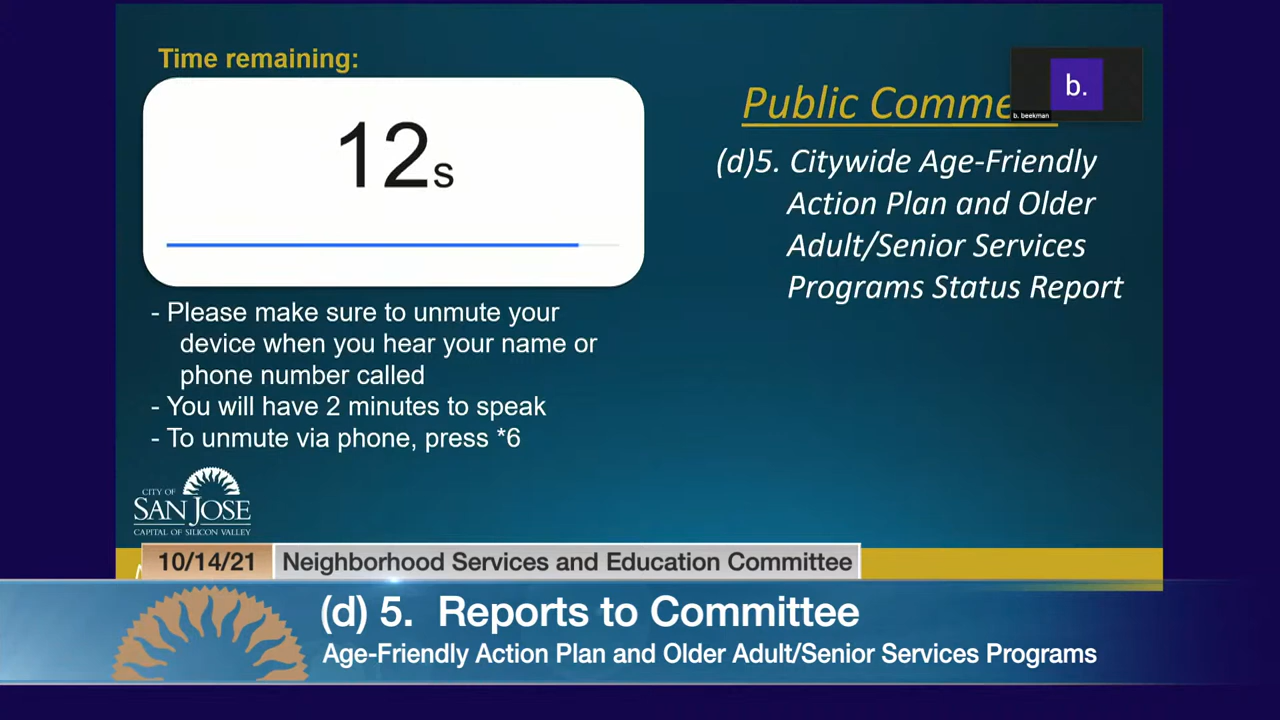 Time remaining:
12s
b.
b. beekman
Public Comme
(d)5. Citywide Age-Friendly
Action Plan and Older
Adult/Senior Services
Programs Status Report
- Please make sure to unmute your
device when you hear your name or
phone number called
- You will have 2 minutes to speak
- To unmute via phone, press *6
CITY OF
SAN JOSE
CAPITAL OF SILICON VALLEY
10/14/21 Neighborhood Services and Education Committee
(d) 5. Reports to Committee
Age-Friendly Action Plan and Older Adult/Senior Services Programs